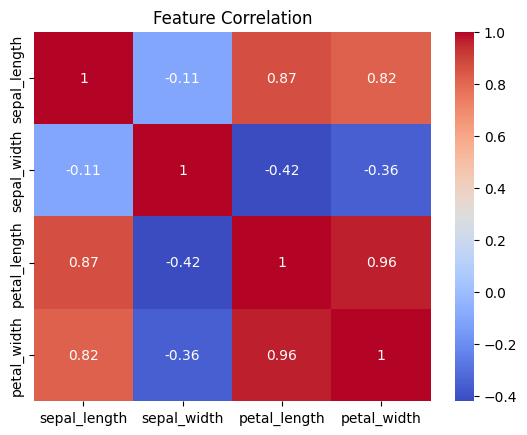 Feature Correlation
sepal_length 1 -0.11 0.87 0.82
sepal_width -0.11 1 -0.42 -0.36
petal_length 0.87 -0.42 1 0.96
petal_width 0.82 -0.36 0.96 1
sepal_length sepal_width petal_length petal_width
1.0
0.8
0.6
0.4
0.2
0.0
−0.2
−0.4